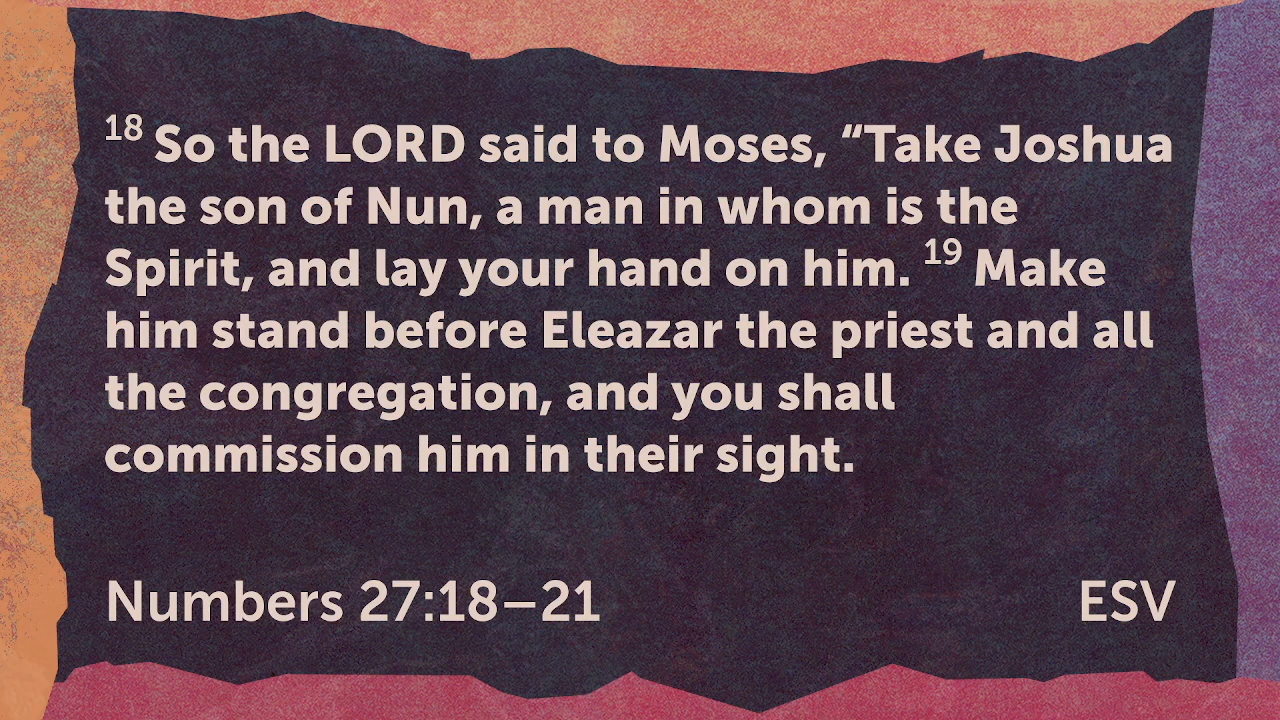 18 So the LORD said to Moses, “Take Joshua
the son of Nun, a man in whom is the
Spirit, and lay your hand on him. 19 Make
him stand before Eleazar the priest and all
the congregation, and you shall
commission him in their sight.
Numbers 27:18–21 ESV